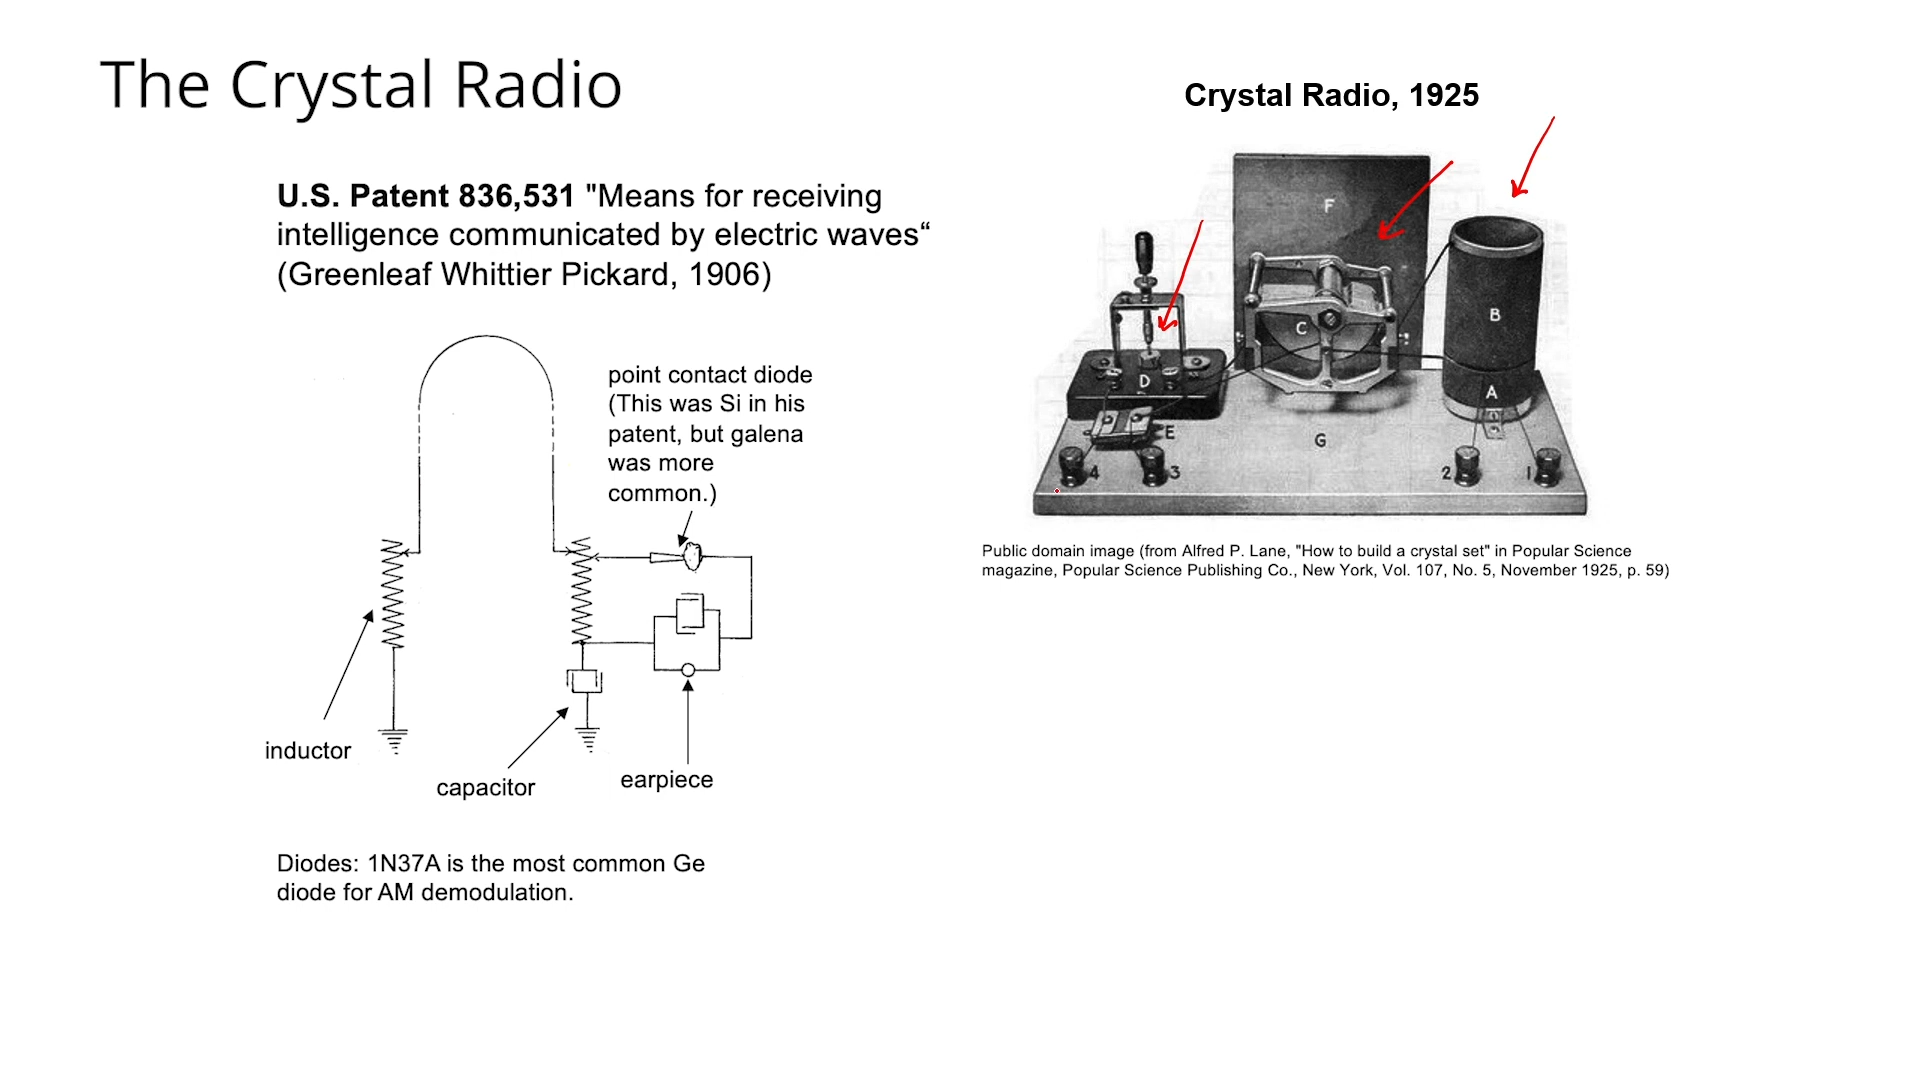 The Crystal Radio
U.S. Patent 836,531 "Means for receiving
intelligence communicated by electric waves“
(Greenleaf Whittier Pickard, 1906)
point contact diode
(This was Si in his
patent, but galena
was more
common.)
inductor
capacitor
earpiece
Diodes: 1N37A is the most common Ge
diode for AM demodulation.
Crystal Radio, 1925
F
C
B
D
A
E
G
4
3
2
1
Public domain image (from Alfred P. Lane, "How to build a crystal set" in Popular Science
magazine, Popular Science Publishing Co., New York, Vol. 107, No. 5, November 1925, p. 59)